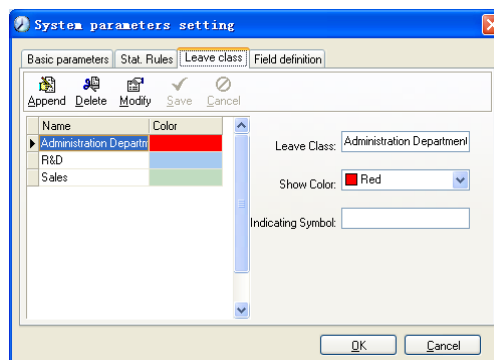 System parameters setting
Basic parameters Stat. Rules Leave class Field definition
Append Delete Modify Save Cancel
Name Color
Administration Departm
R&D
Sales
Leave Class: Administration Department
Show Color: Red
Indicating Symbol:
OK Cancel